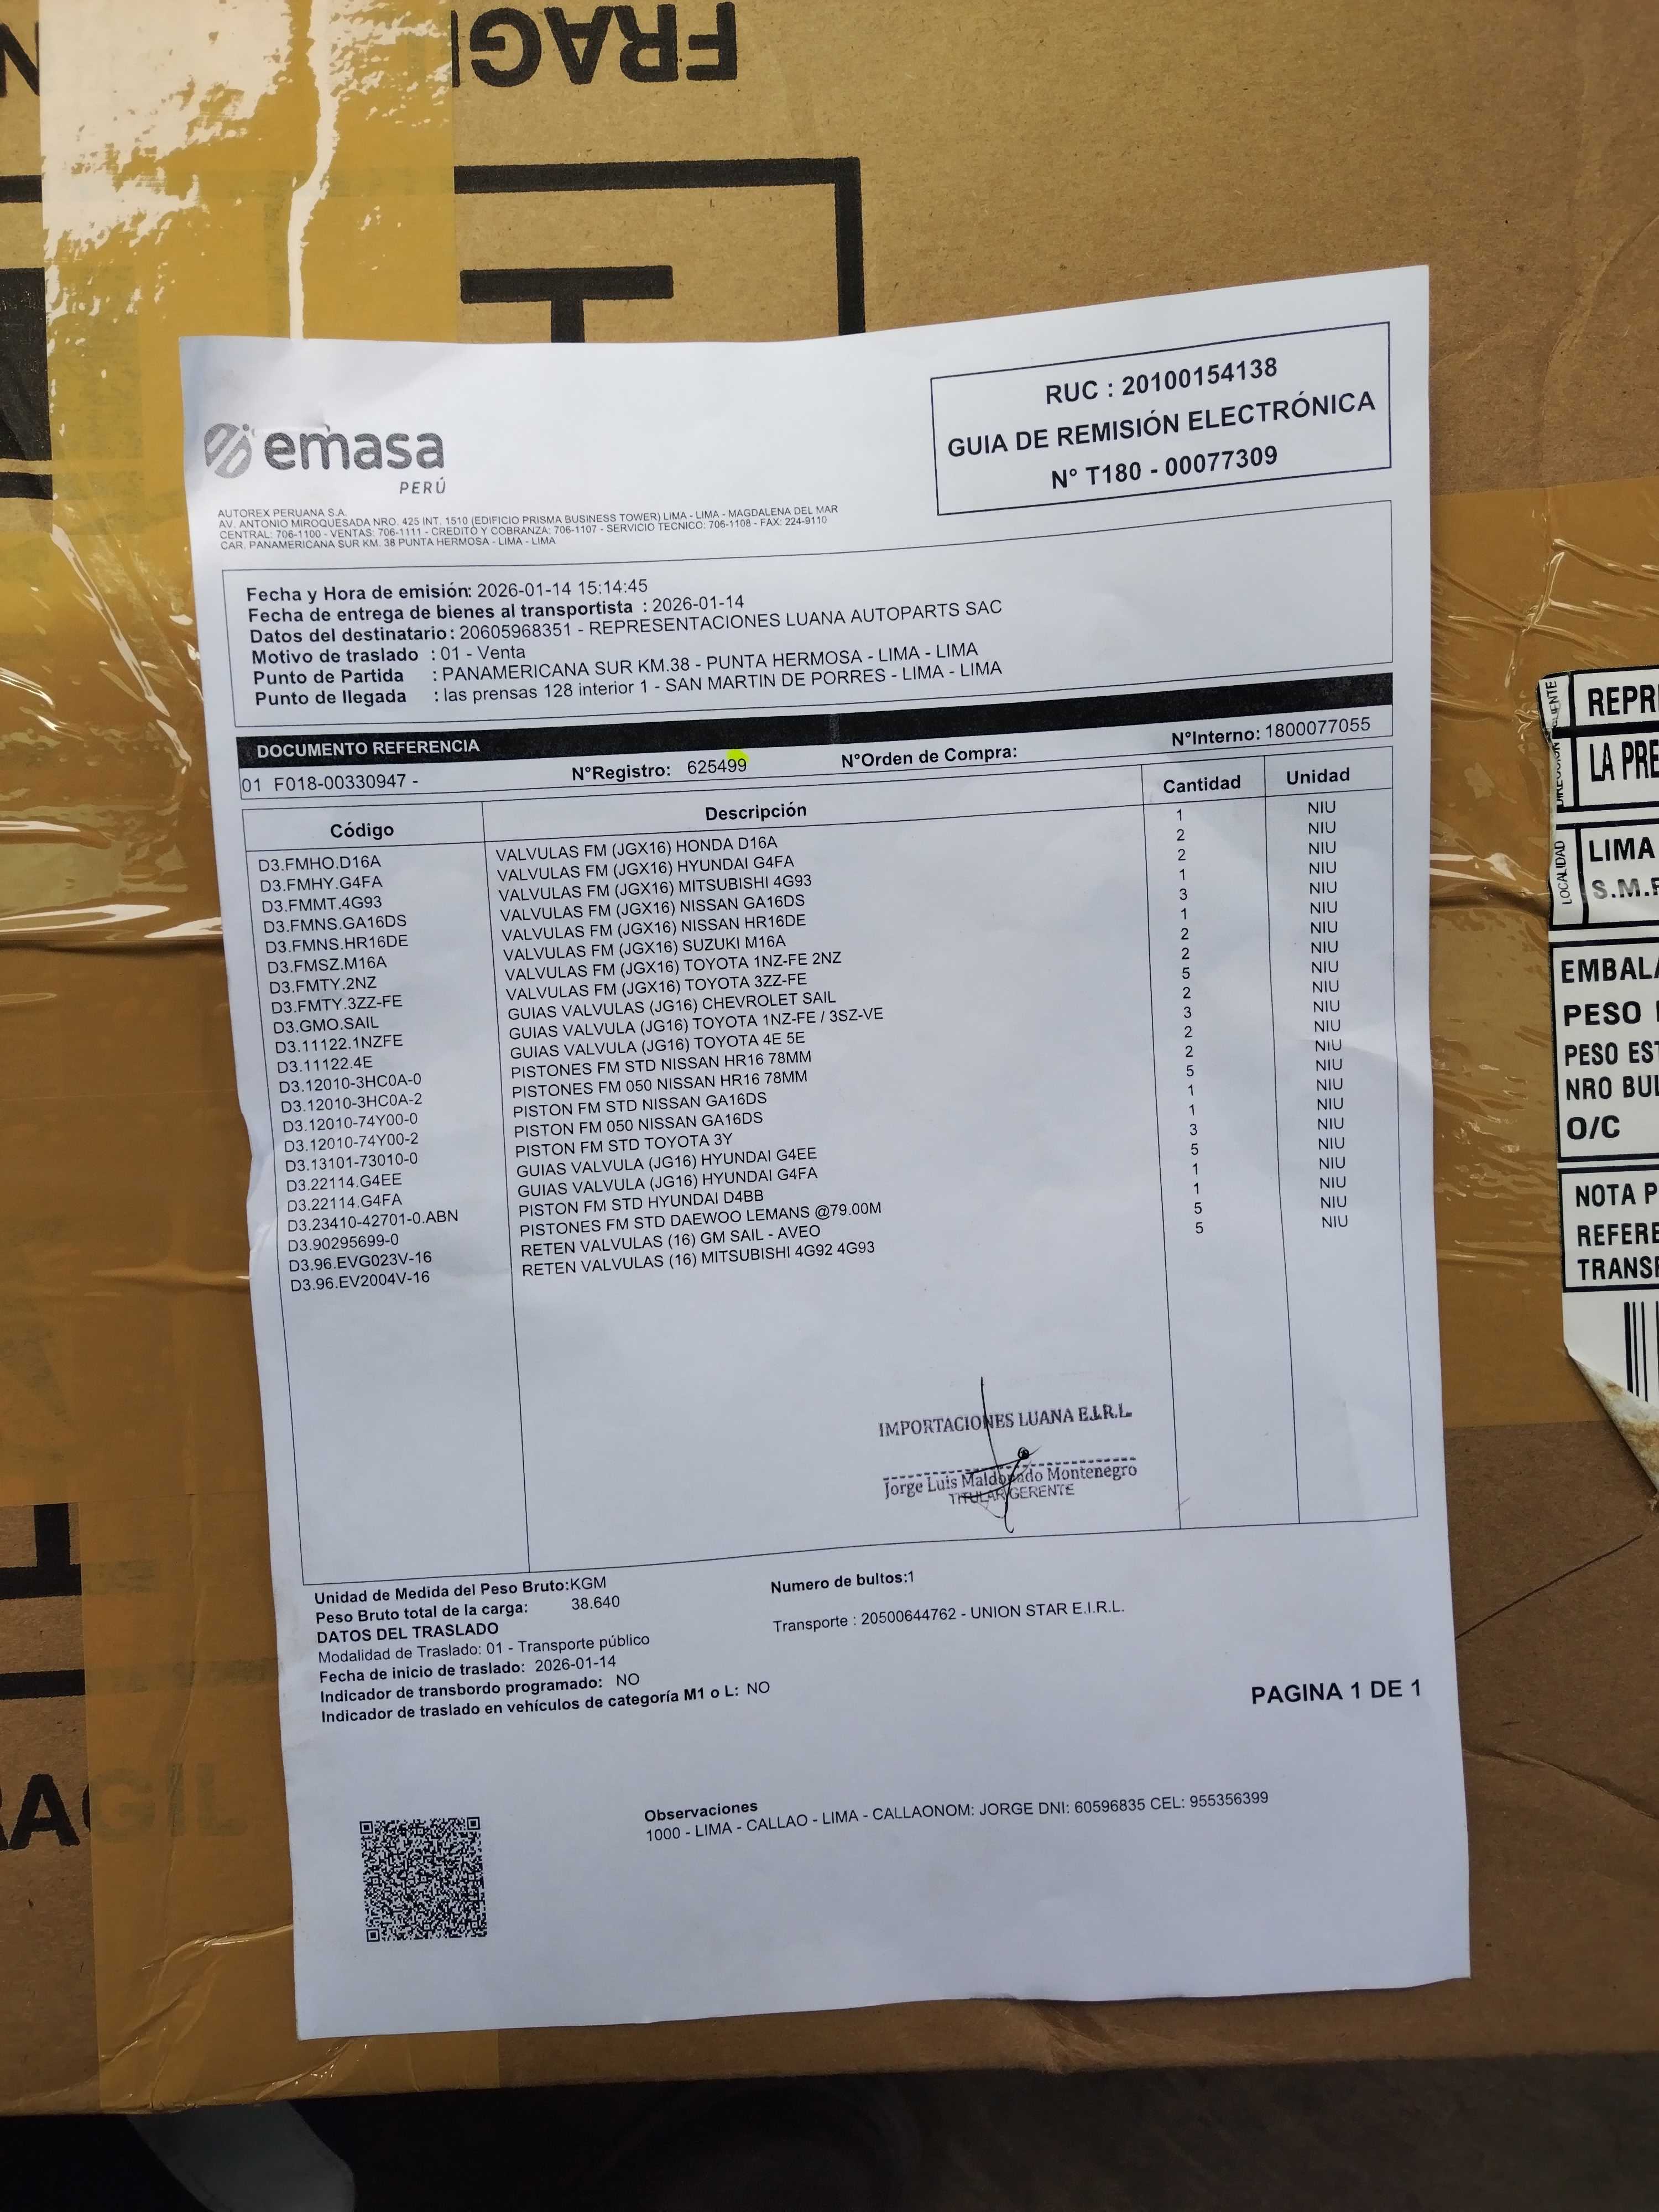 FRAGI
emasa
PERÚ
RUC : 20100154138
GUIA DE REMISIÓN ELECTRÓNICA
N° T180 - 00077309
AUTOREX PERUANA S.A.
AV. ANTONIO MIROQUESADA NRO. 425 INT. 1510 (EDIFICIO PRISMA BUSINESS TOWER) LIMA - LIMA - MAGDALENA DEL MAR
CENTRAL: 706-1100 - VENTAS: 706-1111 - CREDITO Y COBRANZA: 706-1107 - SERVICIO TECNICO: 706-1108 - FAX: 224-9110
CAR. PANAMERICANA SUR KM. 38 PUNTA HERMOSA - LIMA - LIMA
Fecha y Hora de emisión: 2026-01-14 15:14:45
Fecha de entrega de bienes al transportista : 2026-01-14
Datos del destinatario: 20605968351 - REPRESENTACIONES LUANA AUTOPARTS SAC
Motivo de traslado : 01 - Venta
Punto de Partida : PANAMERICANA SUR KM.38 - PUNTA HERMOSA - LIMA - LIMA
Punto de llegada : las prensas 128 interior 1 - SAN MARTIN DE PORRES - LIMA - LIMA
DOCUMENTO REFERENCIA
01 F018-00330947 - N°Registro: 625499 N°Orden de Compra: N°Interno: 1800077055
Código Descripción Cantidad Unidad
D3.FMHO.D16A VALVULAS FM (JGX16) HONDA D16A 1 NIU
D3.FMHY.G4FA VALVULAS FM (JGX16) HYUNDAI G4FA 2 NIU
D3.FMMT.4G93 VALVULAS FM (JGX16) MITSUBISHI 4G93 2 NIU
D3.FMNS.GA16DS VALVULAS FM (JGX16) NISSAN GA16DS 1 NIU
D3.FMNS.HR16DE VALVULAS FM (JGX16) NISSAN HR16DE 3 NIU
D3.FMSZ.M16A VALVULAS FM (JGX16) SUZUKI M16A 1 NIU
D3.FMTY.2NZ VALVULAS FM (JGX16) TOYOTA 1NZ-FE 2NZ 2 NIU
D3.FMTY.3ZZ-FE VALVULAS FM (JGX16) TOYOTA 3ZZ-FE 2 NIU
D3.GMO.SAIL GUIAS VALVULAS (JG16) CHEVROLET SAIL 5 NIU
D3.11122.1NZFE GUIAS VALVULA (JG16) TOYOTA 1NZ-FE / 3SZ-VE 2 NIU
D3.11122.4E GUIAS VALVULA (JG16) TOYOTA 4E 5E 3 NIU
D3.12010-3HC0A-0 PISTONES FM STD NISSAN HR16 78MM 2 NIU
D3.12010-3HC0A-2 PISTONES FM 050 NISSAN HR16 78MM 2 NIU
D3.12010-74Y00-0 PISTON FM STD NISSAN GA16DS 5 NIU
D3.12010-74Y00-2 PISTON FM 050 NISSAN GA16DS 1 NIU
D3.13101-73010-0 PISTON FM STD TOYOTA 3Y 1 NIU
D3.22114.G4EE GUIAS VALVULA (JG16) HYUNDAI G4EE 3 NIU
D3.22114.G4FA GUIAS VALVULA (JG16) HYUNDAI G4FA 5 NIU
D3.23410-42701-0.ABN PISTON FM STD HYUNDAI D4BB 1 NIU
D3.90295699-0 PISTONES FM STD DAEWOO LEMANS @79.00M 1 NIU
D3.96.EVG023V-16 RETEN VALVULAS (16) GM SAIL - AVEO 5 NIU
D3.96.EV2004V-16 RETEN VALVULAS (16) MITSUBISHI 4G92 4G93 5 NIU
IMPORTACIONES LUANA E.I.R.L.
Jorge Luis Maldonado Montenegro
TITULAR GERENTE
Unidad de Medida del Peso Bruto:KGM Numero de bultos:1
Peso Bruto total de la carga: 38.640
DATOS DEL TRASLADO Transporte : 20500644762 - UNION STAR E.I.R.L.
Modalidad de Traslado: 01 - Transporte público
Fecha de inicio de traslado: 2026-01-14
Indicador de transbordo programado: NO
Indicador de traslado en vehículos de categoría M1 o L: NO
PAGINA 1 DE 1
Observaciones
1000 - LIMA - CALLAO - LIMA - CALLAONOM: JORGE DNI: 60596835 CEL: 955356399
REPR
LA PRE
LOCALIDAD
LIMA
S.M.P
EMBALA
PESO
PESO EST
NRO BUL
O/C
NOTA P
REFERE
TRANSP
RAGIL